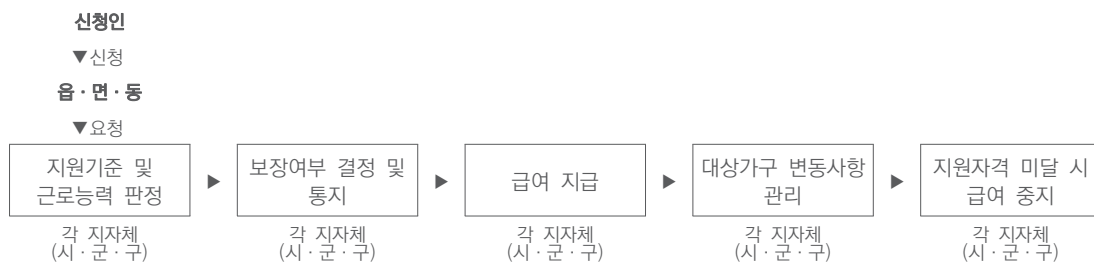 신청인
▼신청
읍·면·동
▼요청
지원기준 및
근로능력 판정
▶
보장여부 결정 및
통지
▶
급여 지급
▶
대상가구 변동사항
관리
▶
지원자격 미달 시
급여 중지
각 지자체
(시·군·구)
각 지자체
(시·군·구)
각 지자체
(시·군·구)
각 지자체
(시·군·구)
각 지자체
(시·군·구)